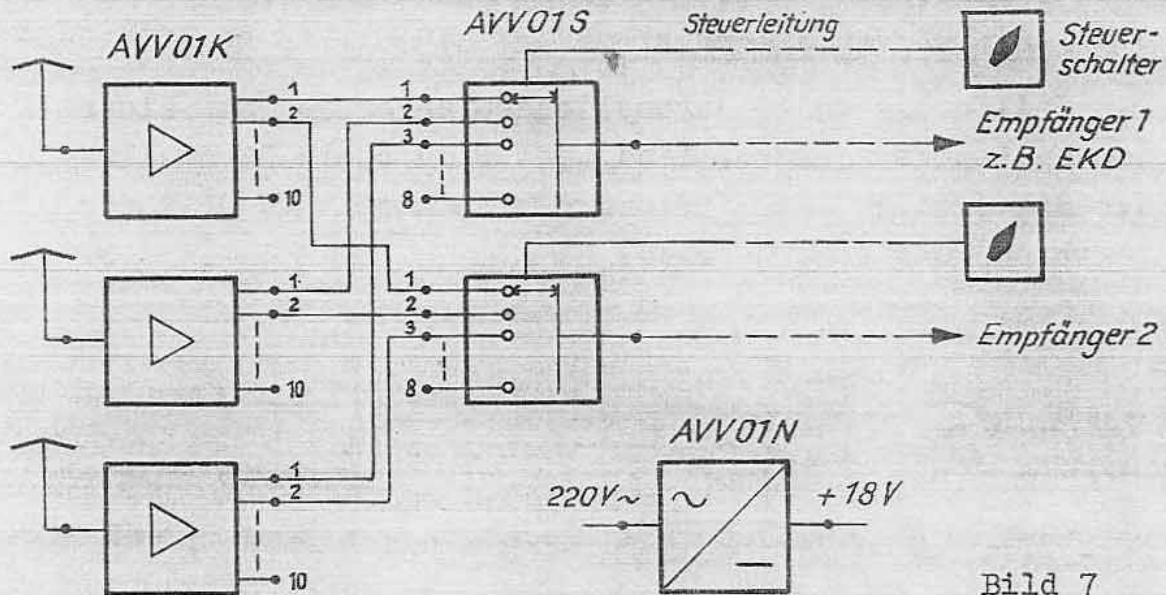 AVV01K
AVV01S
Steuerleitung
Steuer-
schalter
Empfänger 1
z.B. EKD
1
2
10
1
2
3
8
1
2
10
1
2
3
8
Empfänger 2
1
2
10
AVV01N
220V~
+18V
Bild 7